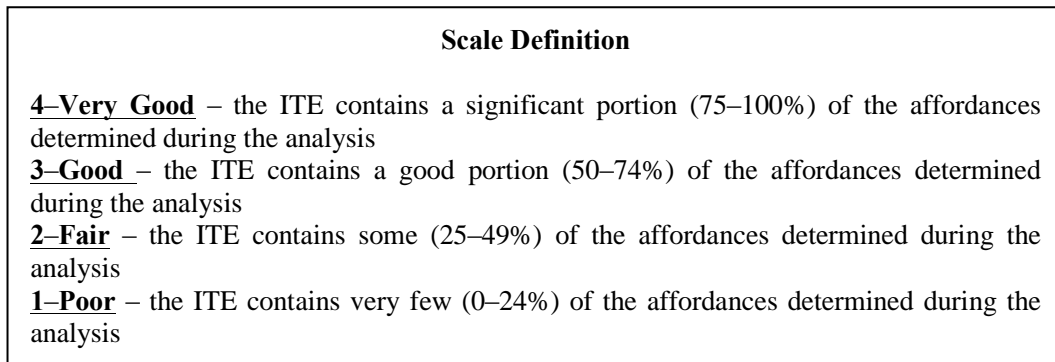 Scale Definition
4–Very Good – the ITE contains a significant portion (75–100%) of the affordances
determined during the analysis
3–Good – the ITE contains a good portion (50–74%) of the affordances determined
during the analysis
2–Fair – the ITE contains some (25–49%) of the affordances determined during the
analysis
1–Poor – the ITE contains very few (0–24%) of the affordances determined during the
analysis